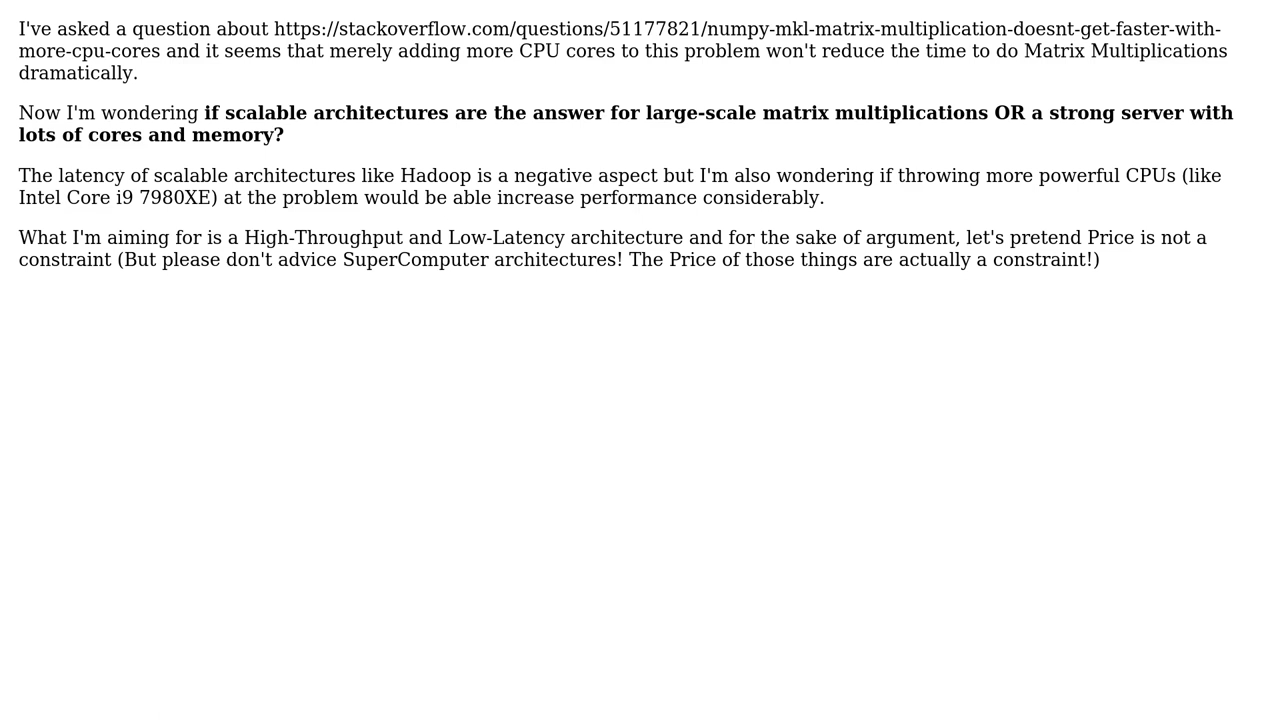 I've asked a question about https://stackoverflow.com/questions/51177821/numpy-mkl-matrix-multiplication-doesnt-get-faster-with-
more-cpu-cores and it seems that merely adding more CPU cores to this problem won't reduce the time to do Matrix Multiplications
dramatically.
Now I'm wondering if scalable architectures are the answer for large-scale matrix multiplications OR a strong server with
lots of cores and memory?
The latency of scalable architectures like Hadoop is a negative aspect but I'm also wondering if throwing more powerful CPUs (like
Intel Core i9 7980XE) at the problem would be able increase performance considerably.
What I'm aiming for is a High-Throughput and Low-Latency architecture and for the sake of argument, let's pretend Price is not a
constraint (But please don't advice SuperComputer architectures! The Price of those things are actually a constraint!)